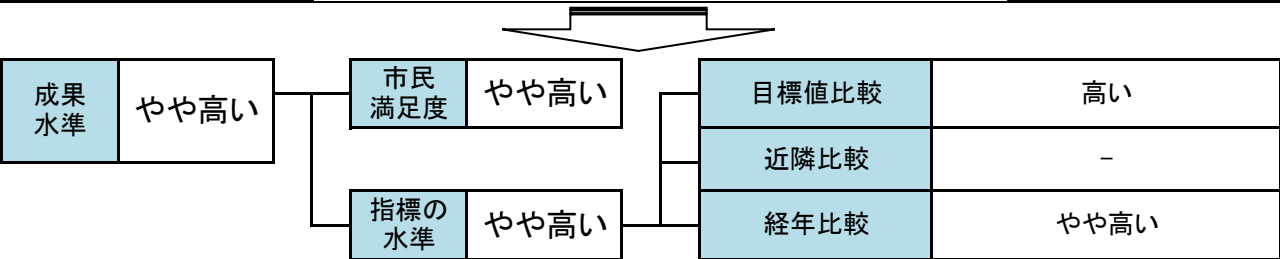 成果
水準
やや高い
市民
満足度
やや高い
指標の
水準
やや高い
目標値比較
高い
近隣比較
－
経年比較
やや高い